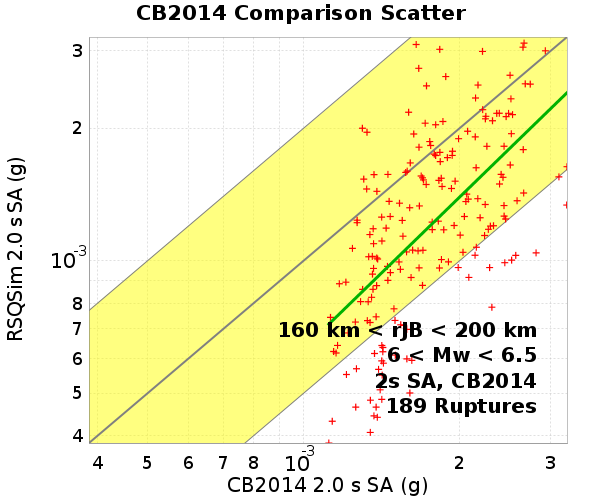 CB2014 Comparison Scatter
RSQSim 2.0 s SA (g)
3
2
10-3
8
7
6
5
4
160 km < rJB < 200 km
6 < Mw < 6.5
2s SA, CB2014
189 Ruptures
4 5 6 7 8 10-3 2 3
CB2014 2.0 s SA (g)